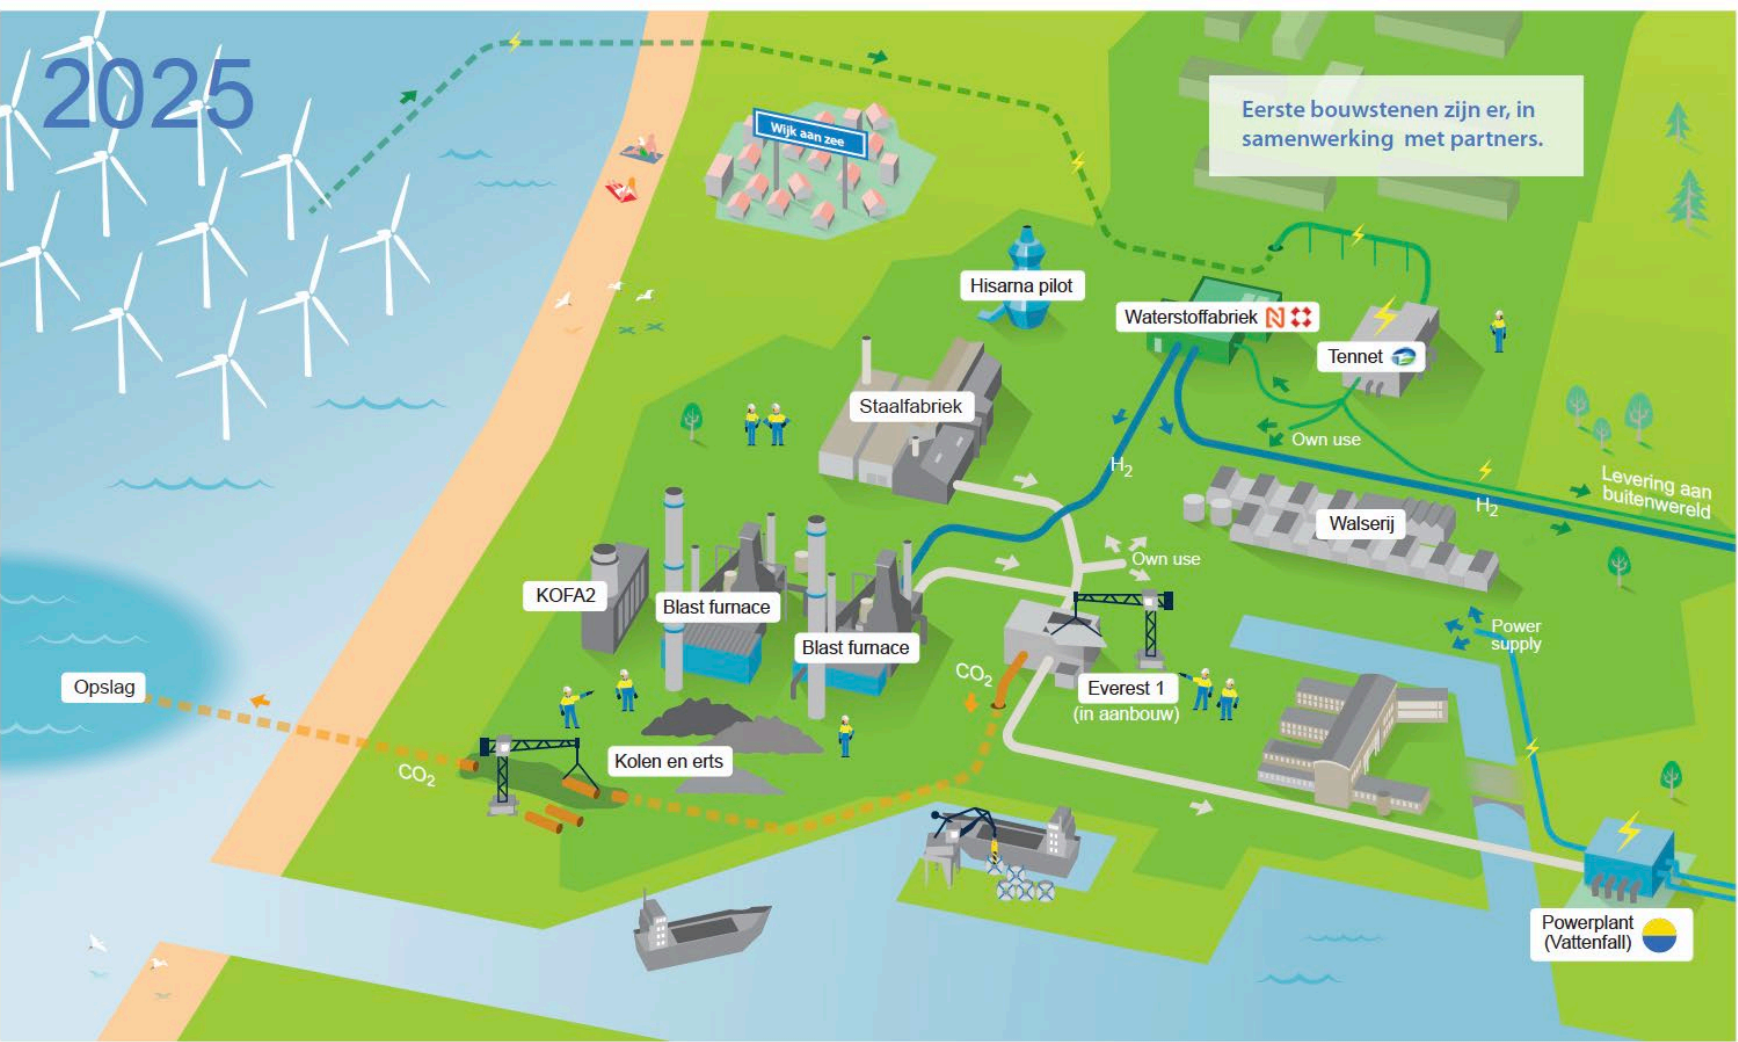 2025
Eerste bouwstenen zijn er, in
samenwerking met partners.
Wijk aan zee
Hisarna pilot
Waterstoffabriek
Tennet
Staalfabriek
Own use
H2
Levering aan
buitenwereld
H2
Walserij
Own use
KOFA2
Blast furnace
Blast furnace
Power
supply
CO2
Opslag
Everest 1
(in aanbouw)
Kolen en erts
CO2
Powerplant
(Vattenfall)